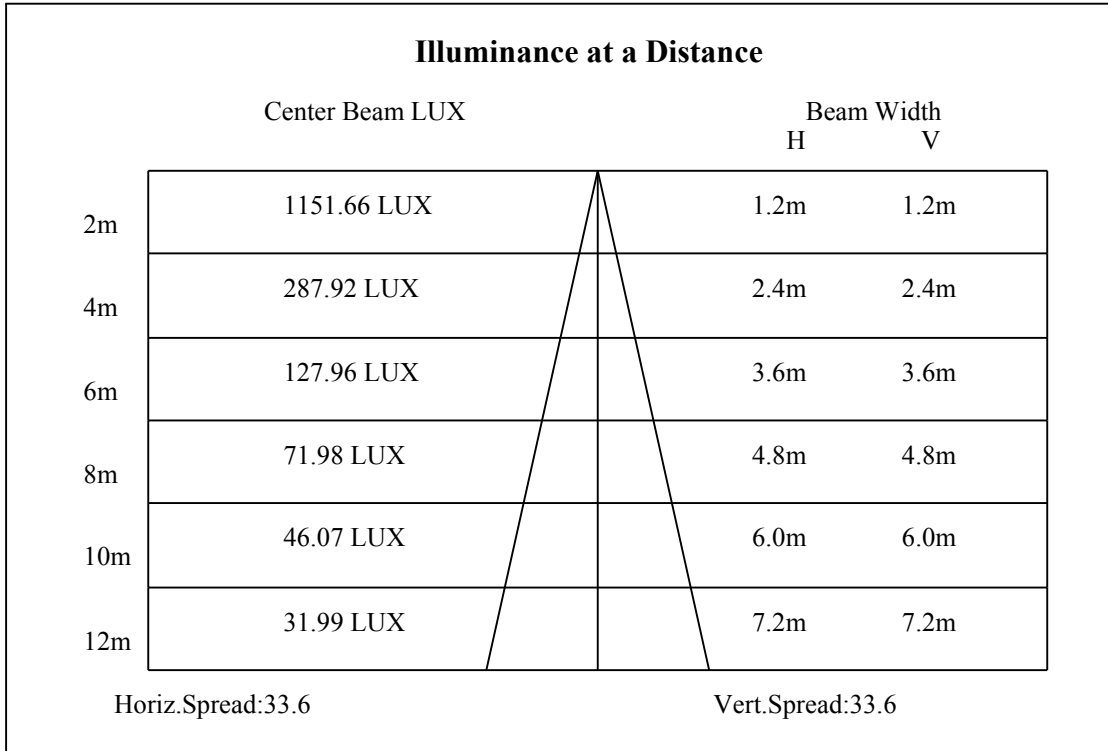 Illuminance at a Distance
Center Beam LUX Beam Width
H V
2m 1151.66 LUX 1.2m 1.2m
4m 287.92 LUX 2.4m 2.4m
6m 127.96 LUX 3.6m 3.6m
8m 71.98 LUX 4.8m 4.8m
10m 46.07 LUX 6.0m 6.0m
12m 31.99 LUX 7.2m 7.2m
Horiz.Spread:33.6 Vert.Spread:33.6